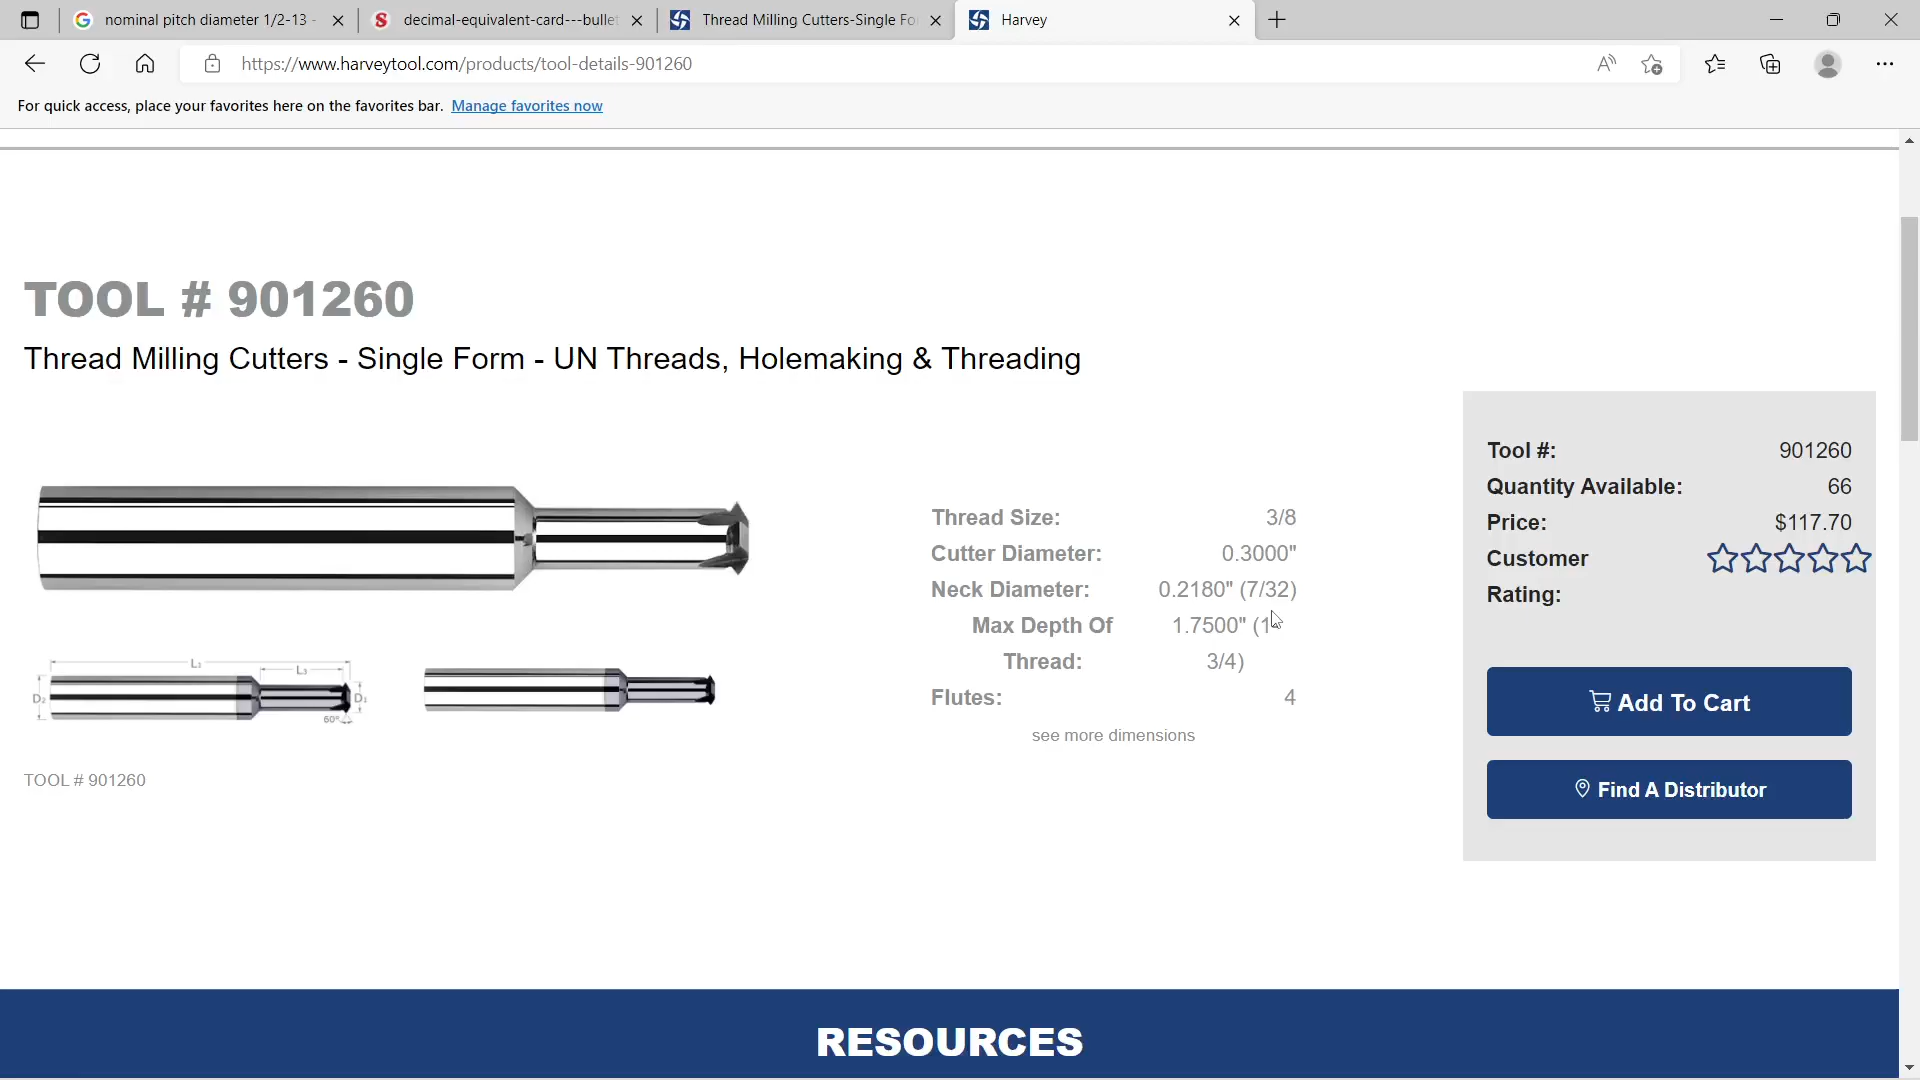 nominal pitch diameter 1/2-13 -
decimal-equivalent-card---bullet
Thread Milling Cutters-Single Fo
Harvey
https://www.harveytool.com/products/tool-details-901260
For quick access, place your favorites here on the favorites bar. Manage favorites now
TOOL # 901260
Thread Milling Cutters - Single Form - UN Threads, Holemaking & Threading
Thread Size: 3/8
Cutter Diameter: 0.3000"
Neck Diameter: 0.2180" (7/32)
Max Depth Of Thread: 1.7500" (1-
3/4)
Flutes: 4
see more dimensions
Tool #: 901260
Quantity Available: 66
Price: $117.70
Customer
Rating:
Add To Cart
Find A Distributor
D₂
D₁
60°
TOOL # 901260
RESOURCES